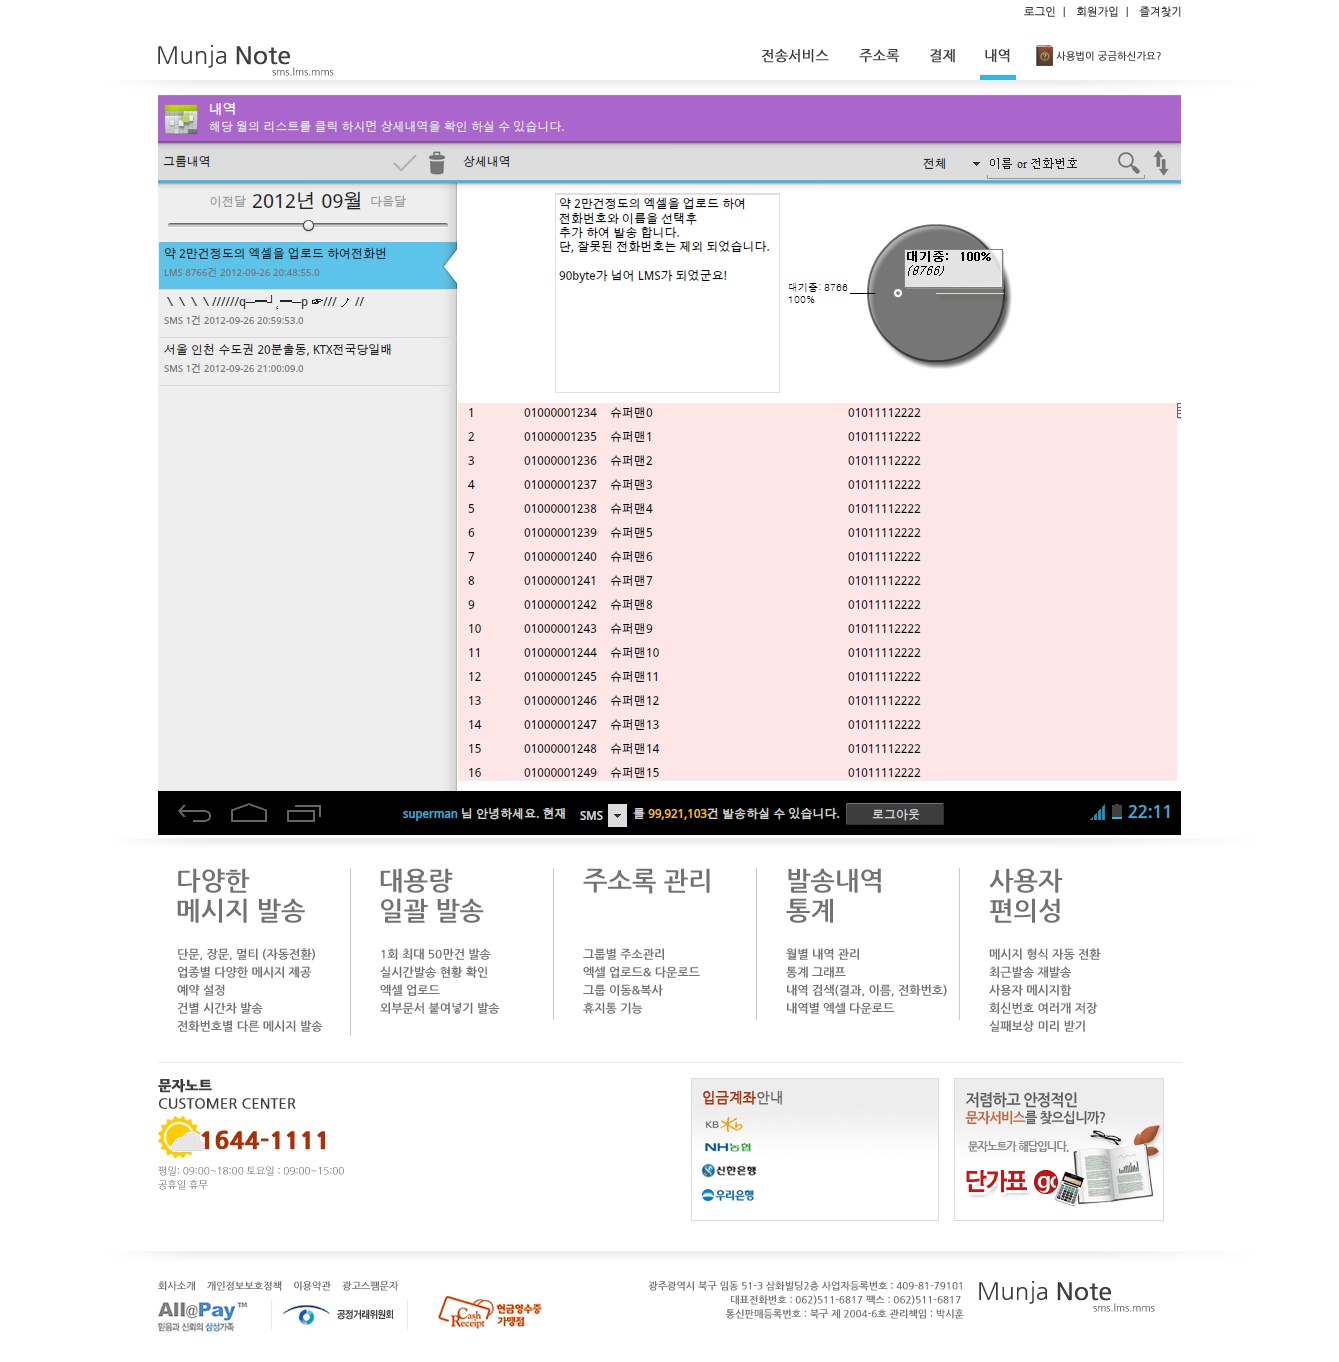 로그인 | 회원가입 | 즐겨찾기
Munja Note
sms.lms.mms
전송서비스 주소록 결제 내역 사용법이 궁금하신가요?
내역
해당 월의 리스트를 클릭 하시면 상세내역을 확인 하실 수 있습니다.
그룹내역
상세내역
전체 이름 or 전화번호
이전달 2012년 09월 다음달
약 2만건정도의 엑셀을 업로드 하여전화번
LMS 8766건 2012-09-26 20:48:55.0
SMS 1건 2012-09-26 20:59:53.0
서울 인천 수도권 20분출동, KTX전국당일배
SMS 1건 2012-09-26 21:00:09.0
약 2만건정도의 엑셀을 업로드 하여
전화번호와 이름을 선택후
추가 하여 발송 합니다.
단, 잘못된 전화번호는 제외 되었습니다.
90byte가 넘어 LMS가 되었군요!
대기중: 8766
100%
대기중: 100%
(8766)
1 01000001234 슈퍼맨0 01011112222
2 01000001235 슈퍼맨1 01011112222
3 01000001236 슈퍼맨2 01011112222
4 01000001237 슈퍼맨3 01011112222
5 01000001238 슈퍼맨4 01011112222
6 01000001239 슈퍼맨5 01011112222
7 01000001240 슈퍼맨6 01011112222
8 01000001241 슈퍼맨7 01011112222
9 01000001242 슈퍼맨8 01011112222
10 01000001243 슈퍼맨9 01011112222
11 01000001244 슈퍼맨10 01011112222
12 01000001245 슈퍼맨11 01011112222
13 01000001246 슈퍼맨12 01011112222
14 01000001247 슈퍼맨13 01011112222
15 01000001248 슈퍼맨14 01011112222
16 01000001249 슈퍼맨15 01011112222
superman 님 안녕하세요. 현재 SMS 를 99,921,103건 발송하실 수 있습니다. 로그아웃 22:11
다양한
메시지 발송
단문, 장문, 멀티 (자동전환)
업종별 다양한 메시지 제공
예약 설정
건별 시간차 발송
전화번호별 다른 메시지 발송
대용량
일괄 발송
1회 최대 50만건 발송
실시간발송 현황 확인
엑셀 업로드
외부문서 붙여넣기 발송
주소록 관리
그룹별 주소관리
엑셀 업로드& 다운로드
그룹 이동&복사
휴지통 기능
발송내역
통계
월별 내역 관리
통계 그래프
내역 검색(결과, 이름, 전화번호)
내역별 엑셀 다운로드
사용자
편의성
메시지 형식 자동 전환
최근발송 재발송
사용자 메시지함
회신번호 여러개 저장
실패보상 미리 받기
문자노트
CUSTOMER CENTER
1644-1111
평일: 09:00~18:00 토요일 : 09:00~15:00
공휴일 휴무
입금계좌안내
KB
NH농협
신한은행
우리은행
저렴하고 안정적인
문자서비스를 찾으십니까?
문자노트가 해답입니다.
단가표 go
회사소개 개인정보보호정책 이용약관 광고스팸문자
All@Pay™
믿음과 신뢰의 삼성가족
공정거래위원회
Cash Receipt
현금영수증
가맹점
광주광역시 북구 임동 51-3 삼화빌딩2층 사업자등록번호 : 409-81-79101
대표전화번호 : 062)511-6817 팩스 : 062)511-6817
통신판매등록번호 : 북구 제 2004-6호 관리책임 : 박시훈
Munja Note
sms.lms.mms